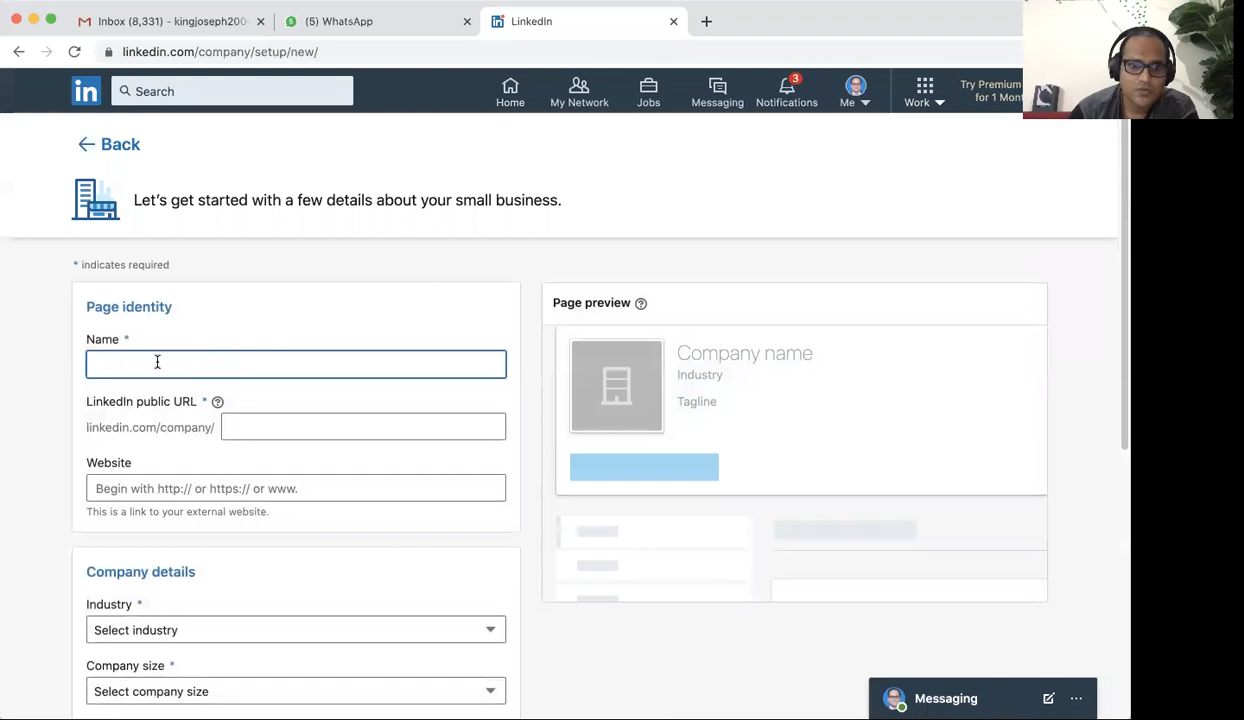 Inbox (8,331) - kingjoseph200
(5) WhatsApp
LinkedIn
linkedin.com/company/setup/new/
in
Search
Home
My Network
Jobs
Messaging
3
Notifications
Me
Work
Try Premium
for 1 Mont
Back
Let's get started with a few details about your small business.
* indicates required
Page identity
Name *
LinkedIn public URL *
linkedin.com/company/
Website
Begin with http:// or https:// or www.
This is a link to your external website.
Company details
Industry *
Select industry
Company size *
Select company size
Page preview
Company name
Industry
Tagline
Messaging